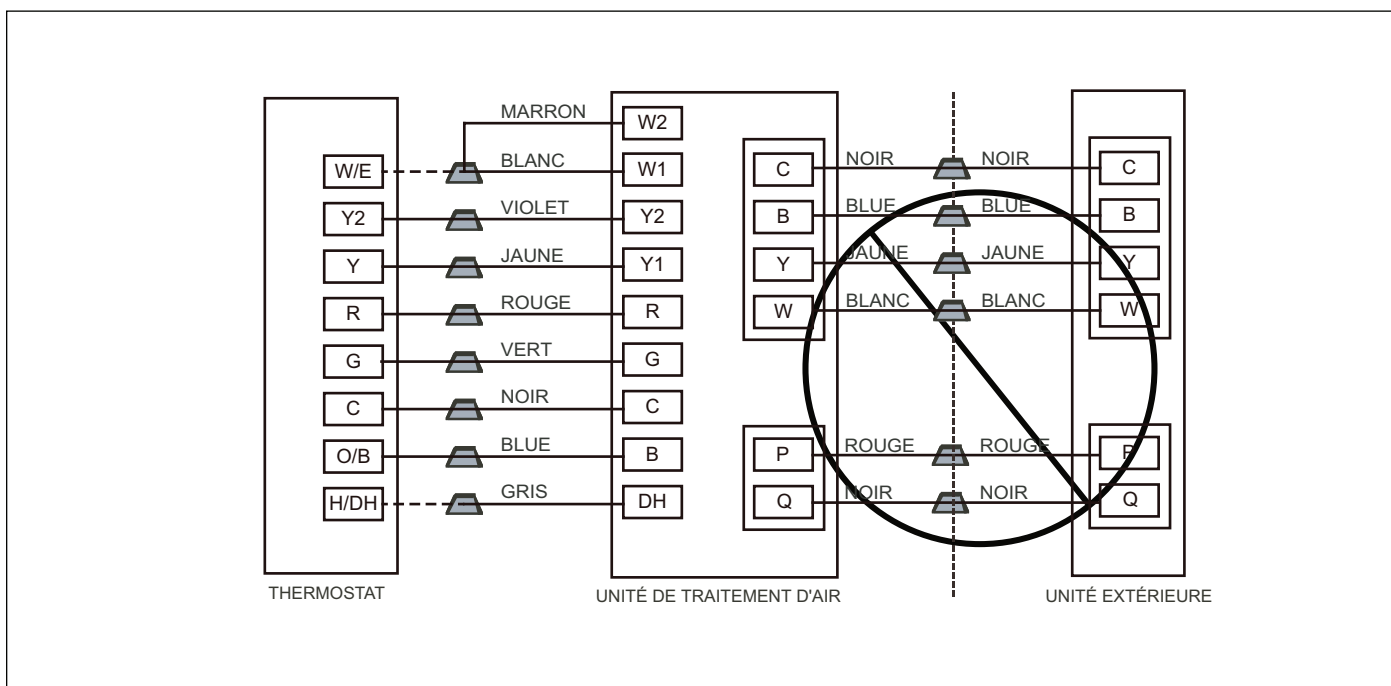 MARRON
W2
W/E
BLANC
W1
C
NOIR
NOIR
C
Y2
VIOLET
Y2
B
BLUE
BLUE
B
Y
JAUNE
Y1
Y
JAUNE
JAUNE
Y
R
ROUGE
R
W
BLANC
BLANC
W
G
VERT
G
C
NOIR
C
O/B
BLUE
B
P
ROUGE
ROUGE
P
H/DH
GRIS
DH
Q
NOIR
NOIR
Q
THERMOSTAT
UNITÉ DE TRAITEMENT D'AIR
UNITÉ EXTÉRIEURE